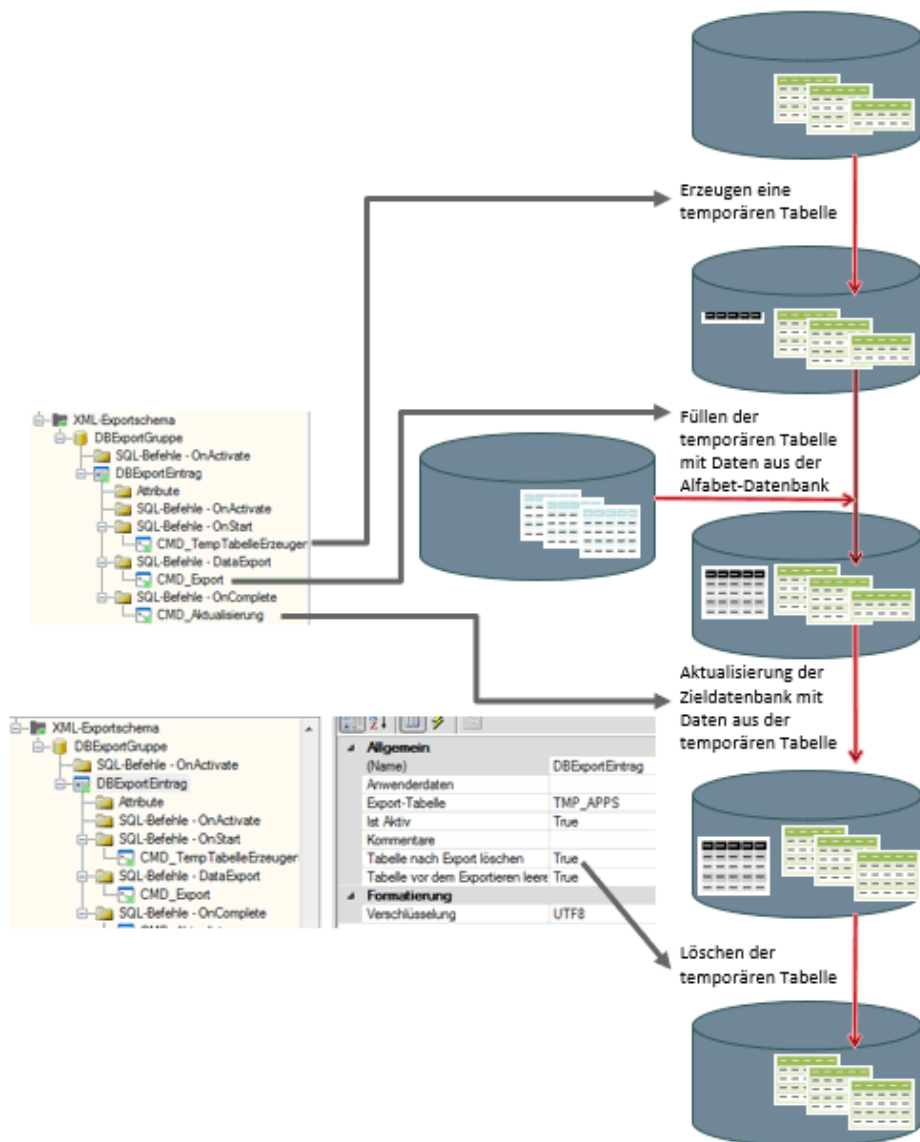 Erzeugen eine
temporären Tabelle
XML-Exportschema
DBExportGruppe
SQL-Befehle - OnActivate
DBExportEintrag
Attribute
SQL-Befehle - OnActivate
SQL-Befehle - OnStart
CMD_TempTabelleErzeugen
SQL-Befehle - DataExport
CMD_Export
SQL-Befehle - OnComplete
CMD_Aktualisierung
Füllen der
temporären Tabelle
mit Daten aus der
Alfabet-Datenbank
Aktualisierung der
Zieldatenbank mit
Daten aus der
temporären Tabelle
XML-Exportschema
DBExportGruppe
SQL-Befehle - OnActivate
DBExportEintrag
Attribute
SQL-Befehle - OnActivate
SQL-Befehle - OnStart
CMD_TempTabelleErzeugen
SQL-Befehle - DataExport
CMD_Export
SQL-Befehle - OnComplete
Allgemein
(Name) DBExportEintrag
Anwenderdaten
Export-Tabelle TMP_APPS
Ist Aktiv True
Kommentare
Tabelle nach Export löschen True
Tabelle vor dem Exportieren leere True
Formatierung
Verschlüsselung UTF8
Löschen der
temporären Tabelle